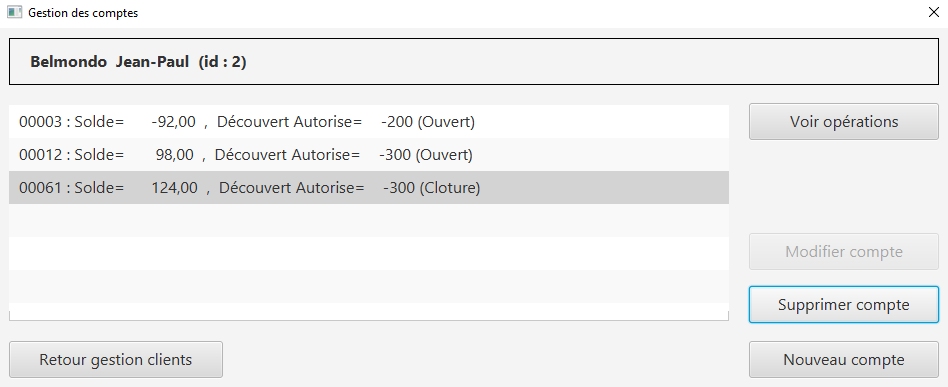 Gestion des comptes
Belmondo Jean-Paul (id : 2)
00003 : Solde= -92,00 , Découvert Autorise= -200 (Ouvert)
00012 : Solde= 98,00 , Découvert Autorise= -300 (Ouvert)
00061 : Solde= 124,00 , Découvert Autorise= -300 (Cloture)
Voir opérations
Modifier compte
Supprimer compte
Retour gestion clients
Nouveau compte